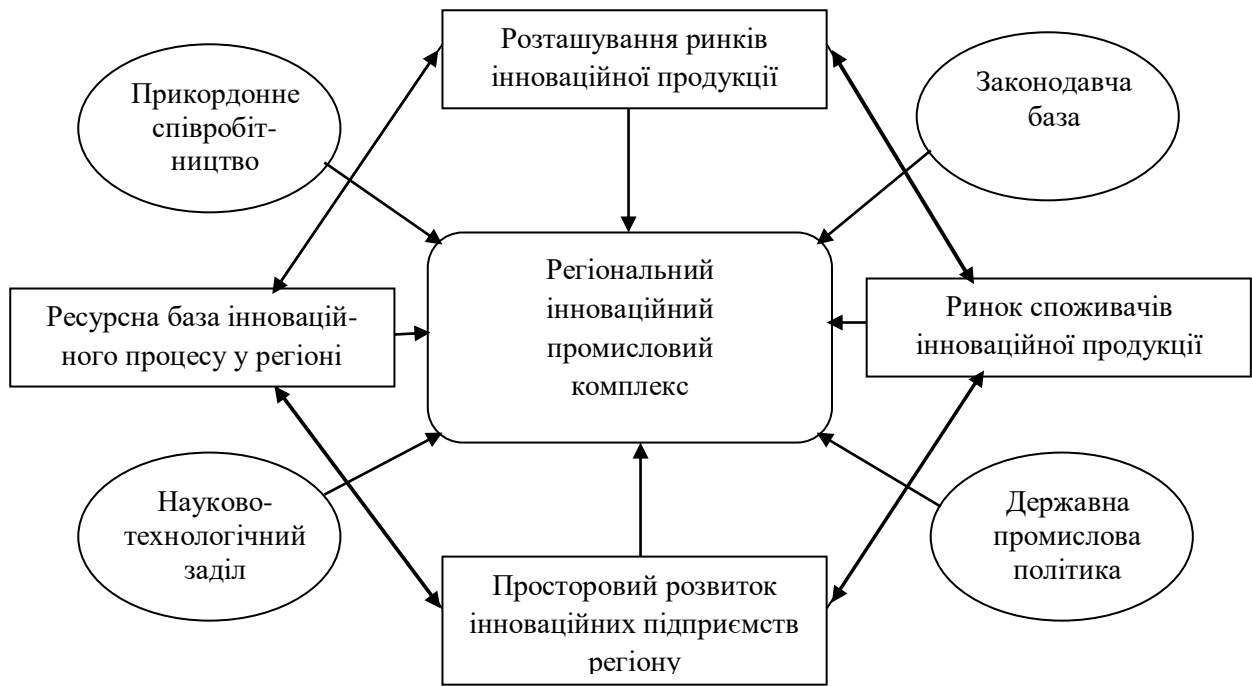 Розташування ринків
інноваційної продукції
Прикордонне
співробіт-
ництво
Законодавча
база
Регіональний
інноваційний
промисловий
комплекс
Ресурсна база інновацій-
ного процесу у регіоні
Ринок споживачів
інноваційної продукції
Науково-
технологічний
заділ
Державна
промислова
політика
Просторовий розвиток
інноваційних підприємств
регіону